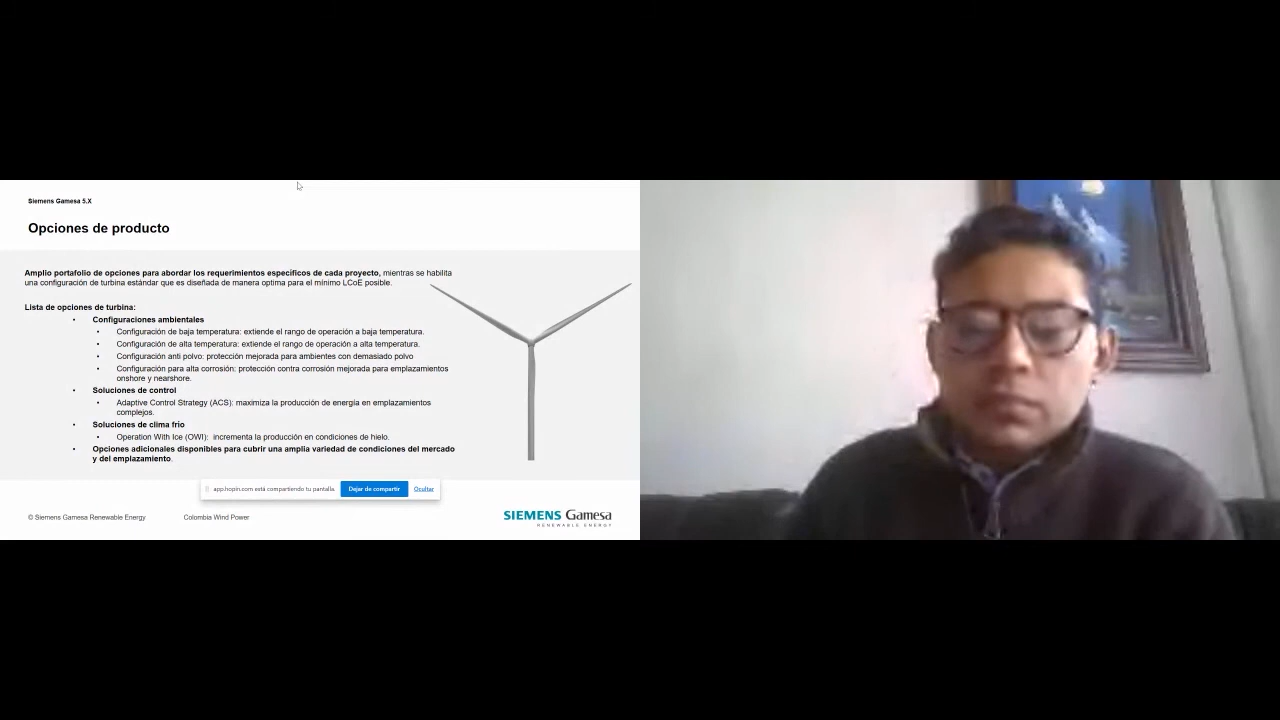 Siemens Gamesa 5.X
Opciones de producto
Amplio portafolio de opciones para abordar los requerimientos específicos de cada proyecto, mientras se habilita
una configuración de turbina estándar que es diseñada de manera optima para el mínimo LCoE posible.
Lista de opciones de turbina:
• Configuraciones ambientales
• Configuración de baja temperatura: extiende el rango de operación a baja temperatura.
• Configuración de alta temperatura: extiende el rango de operación a alta temperatura.
• Configuración anti polvo: protección mejorada para ambientes con demasiado polvo
• Configuración para alta corrosión: protección contra corrosión mejorada para emplazamientos
onshore y nearshore.
• Soluciones de control
• Adaptive Control Strategy (ACS): maximiza la producción de energía en emplazamientos
complejos.
• Soluciones de clima frío
• Operation With Ice (OWI): incrementa la producción en condiciones de hielo.
• Opciones adicionales disponibles para cubrir una amplia variedad de condiciones del mercado
y del emplazamiento.
app.hopin.com está compartiendo tu pantalla.
Dejar de compartir
Ocultar
© Siemens Gamesa Renewable Energy
Colombia Wind Power
SIEMENS Gamesa
RENEWABLE ENERGY